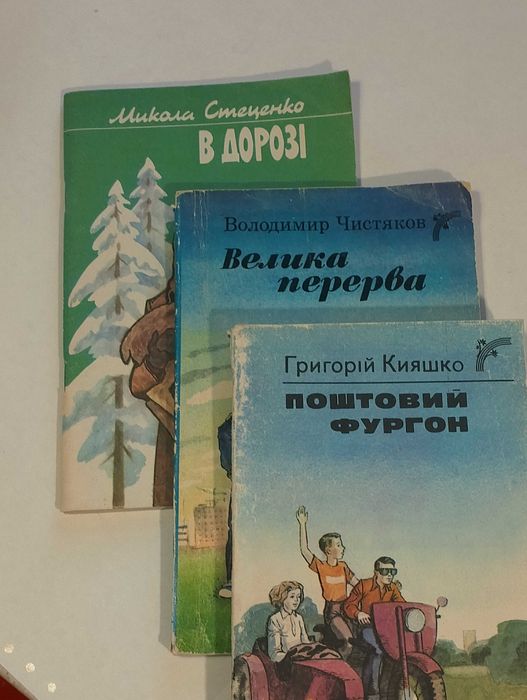 Микола Стеценко
В ДОРОЗІ
Володимир Чистяков
Велика
перерва
Григорій Кияшко
ПОШТОВИЙ
ФУРГОН